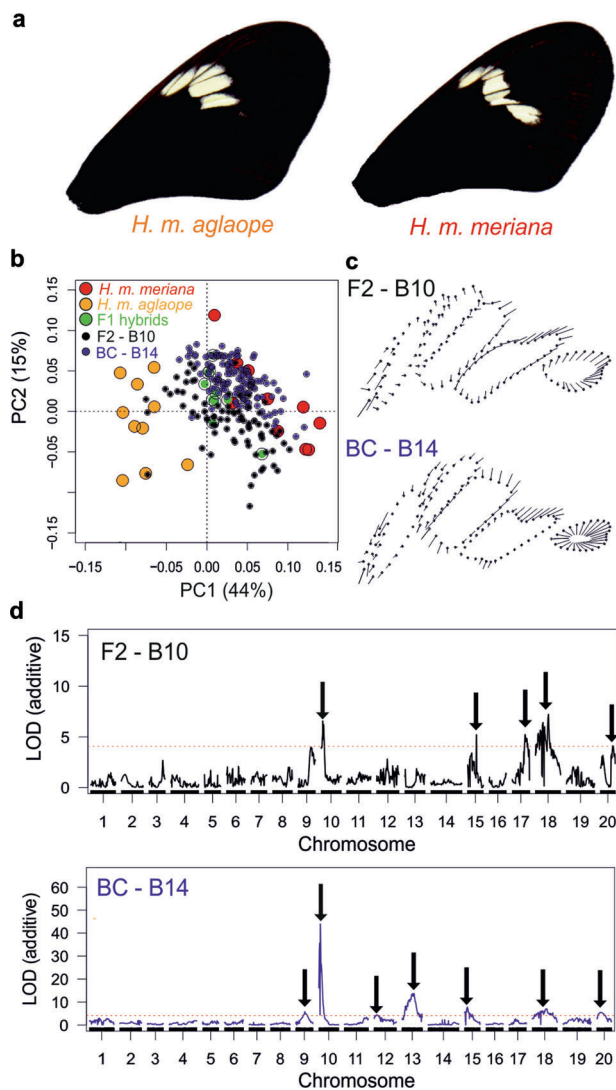 a
H. m. aglaope
H. m. meriana
b
H. m. meriana
H. m. aglaope
F1 hybrids
F2 - B10
BC - B14
0.15
0.10
0.05
0.00
−0.05
−0.15
PC2 (15%)
−0.15
−0.05
0.00
0.05
0.10
0.15
PC1 (44%)
c
F2 - B10
BC - B14
d
F2 - B10
15
10
5
0
LOD (additive)
1 2 3 4 5 6 7 8 9 10 11 12 13 14 15 16 17 18 19 20
Chromosome
BC - B14
60
50
40
30
20
10
0
LOD (additive)
1 2 3 4 5 6 7 8 9 10 11 12 13 14 15 16 17 18 19 20
Chromosome